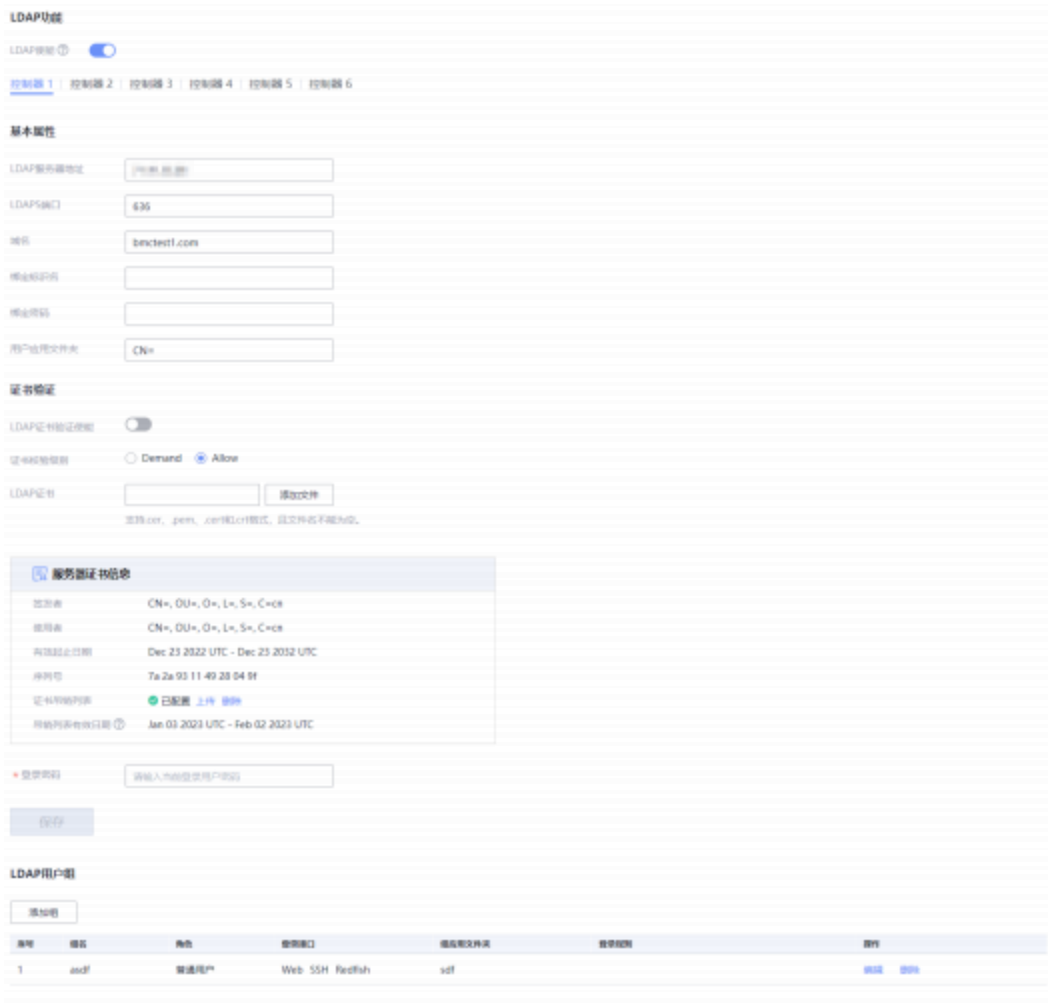 LDAP功能
LDAP使能
控制器 1 控制器 2 控制器 3 控制器 4 控制器 5 控制器 6
基本属性
LDAP服务器地址
LDAPS端口 636
域名 bmctest1.com
绑定标识名
绑定密码
用户应用文件夹 CN=
证书验证
LDAP证书验证使能
证书校验级别 Demand Allow
LDAP证书 添加文件
支持.cer、.pem、.cert和.crt格式，且文件名不能为空。
服务器证书信息
签发者 CN=, OU=, O=, L=, S=, C=cn
使用者 CN=, OU=, O=, L=, S=, C=cn
有效起止日期 Dec 23 2022 UTC - Dec 23 2032 UTC
序列号 7a 2a 93 11 49 28 04 9f
证书吊销列表 已配置 上传 删除
吊销列表有效日期 Jan 03 2023 UTC - Feb 02 2023 UTC
* 登录密码 请输入当前登录用户密码
保存
LDAP用户组
添加组
序号 组名 角色 登录接口 组应用文件夹 登录规则 操作
1 asdf 普通用户 Web SSH Redfish sdf 编辑 删除